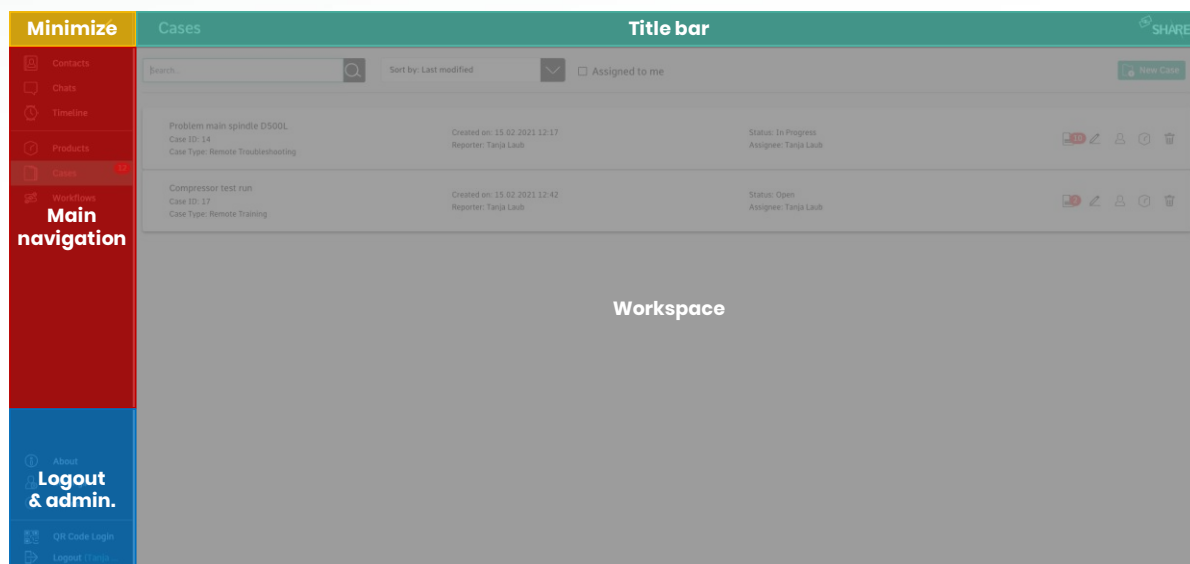 Minimize
Cases
Title bar
SHARE
Contacts
Chats
Timeline
Products
Cases
Workflows
Main
navigation
Search...
Sort by: Last modified
Assigned to me
New Case
Problem main spindle D500L
Case ID: 14
Case Type: Remote Troubleshooting
Created on: 15.02.2021 12:17
Reporter: Tanja Laub
Status: In Progress
Assignee: Tanja Laub
Compressor test run
Case ID: 17
Case Type: Remote Training
Created on: 15.02.2021 12:42
Reporter: Tanja Laub
Status: Open
Assignee: Tanja Laub
Workspace
About
Logout
& admin.
QR Code Login
Logout (Tanja ...